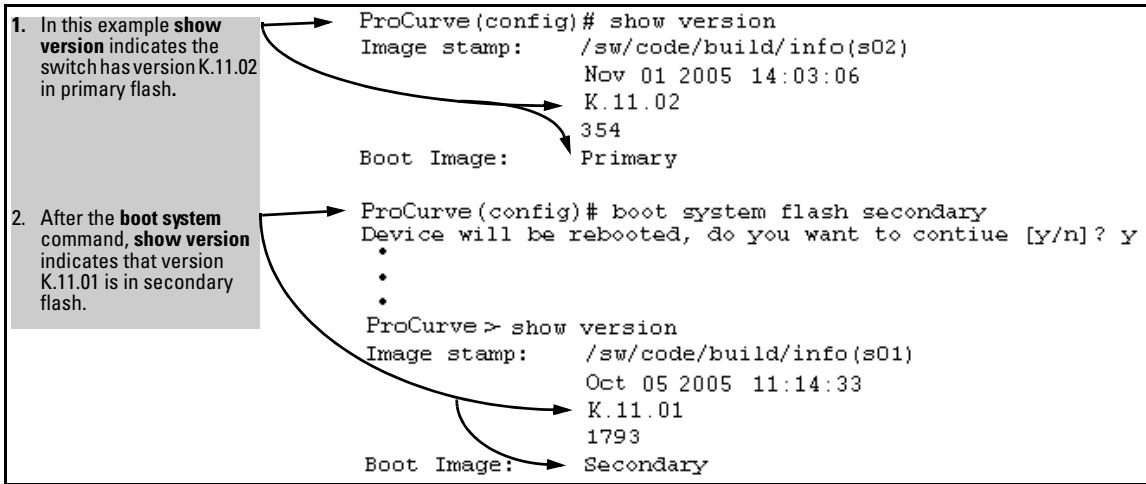 1. In this example show
version indicates the
switch has version K.11.02
in primary flash.
ProCurve(config)# show version
Image stamp: /sw/code/build/info(s02)
Nov 01 2005 14:03:06
K.11.02
354
Boot Image: Primary
2. After the boot system
command, show version
indicates that version
K.11.01 is in secondary
flash.
ProCurve(config)# boot system flash secondary
Device will be rebooted, do you want to contiue [y/n]? y
ProCurve> show version
Image stamp: /sw/code/build/info(s01)
Oct 05 2005 11:14:33
K.11.01
1793
Boot Image: Secondary